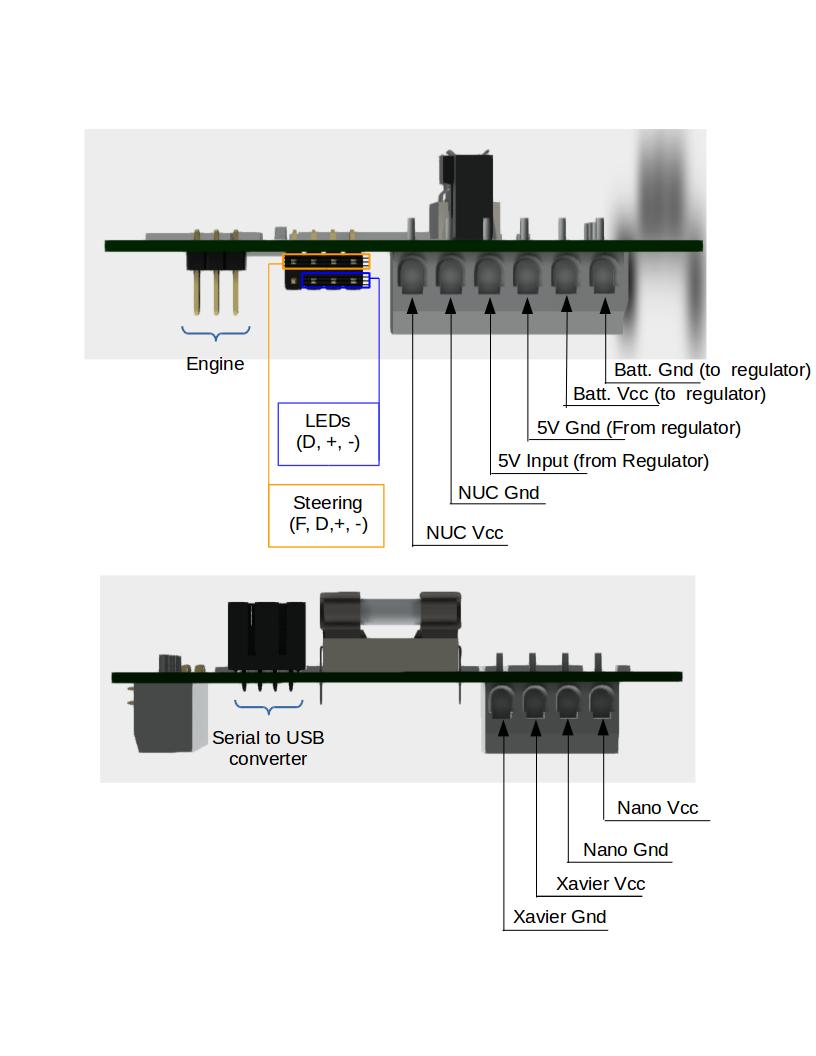 Engine
Batt. Gnd (to  regulator)
Batt. Vcc (to  regulator)
5V Gnd (From regulator)
5V Input (from Regulator)
NUC Gnd
NUC Vcc
LEDs
(D, +, -)
Steering
(F, D,+, -)
Serial to USB
converter
Nano Vcc
Nano Gnd
Xavier Vcc
Xavier Gnd